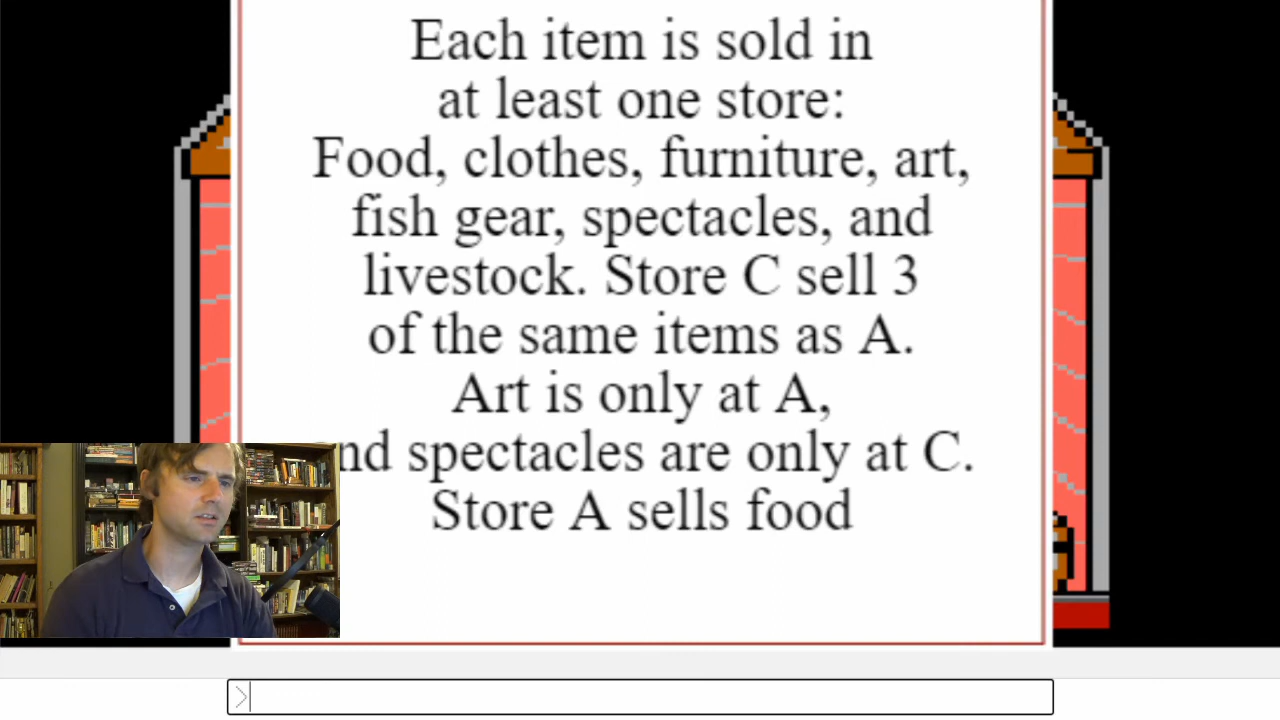 Each item is sold in
at least one store:
Food, clothes, furniture, art,
fish gear, spectacles, and
livestock. Store C sell 3
of the same items as A.
Art is only at A,
nd spectacles are only at C.
Store A sells food